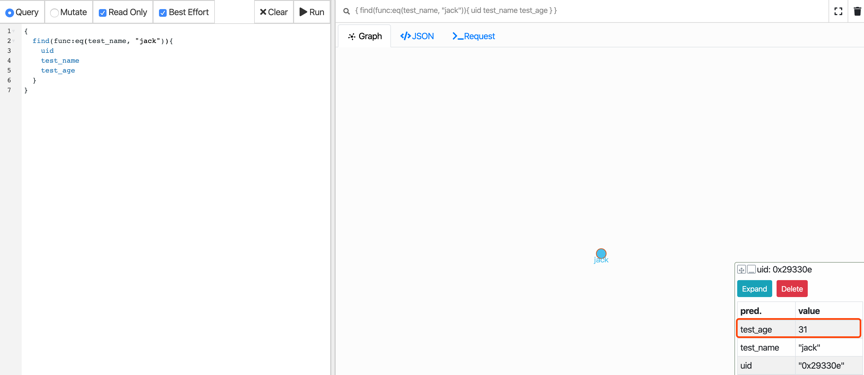 Query Mutate Read Only Best Effort Clear Run
1 {
2 find(func:eq(test_name, "jack")){
3 uid
4 test_name
5 test_age
6 }
7 }
{ find(func:eq(test_name, "jack")){ uid test_name test_age } }
Graph JSON Request
jack
uid: 0x29330e
Expand Delete
pred. value
test_age 31
test_name "jack"
uid "0x29330e"